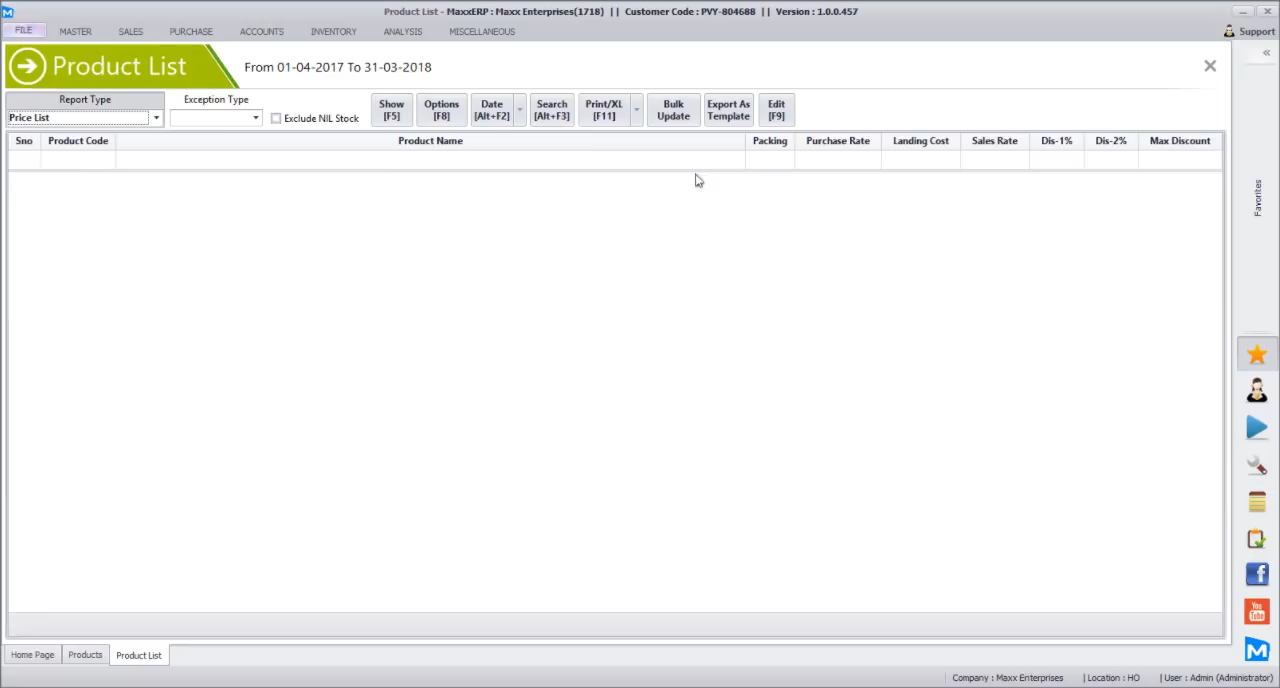 Product List - MaxxERP : Maxx Enterprises(1718) || Customer Code : PVY-804688 || Version : 1.0.0.457
FILE MASTER SALES PURCHASE ACCOUNTS INVENTORY ANALYSIS MISCELLANEOUS Support
Product List From 01-04-2017 To 31-03-2018
Report Type Exception Type
Price List Exclude NIL Stock
Show [F5]
Options [F8]
Date [Alt+F2]
Search [Alt+F3]
Print/XL [F11]
Bulk Update
Export As Template
Edit [F9]
Sno Product Code Product Name Packing Purchase Rate Landing Cost Sales Rate Dis-1% Dis-2% Max Discount
Favorites
You Tube
Home Page Products Product List
Company : Maxx Enterprises | Location : HO | User : Admin (Administrator)